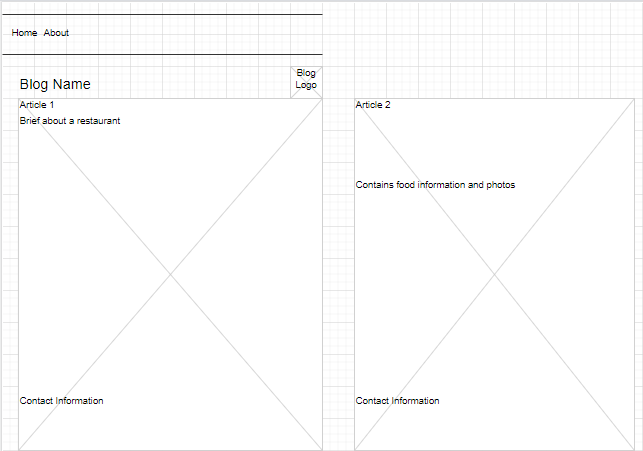 Home About
Blog Name
Blog
Logo
Article 1
Brief about a restaurant
Contact Information
Article 2
Contains food information and photos
Contact Information